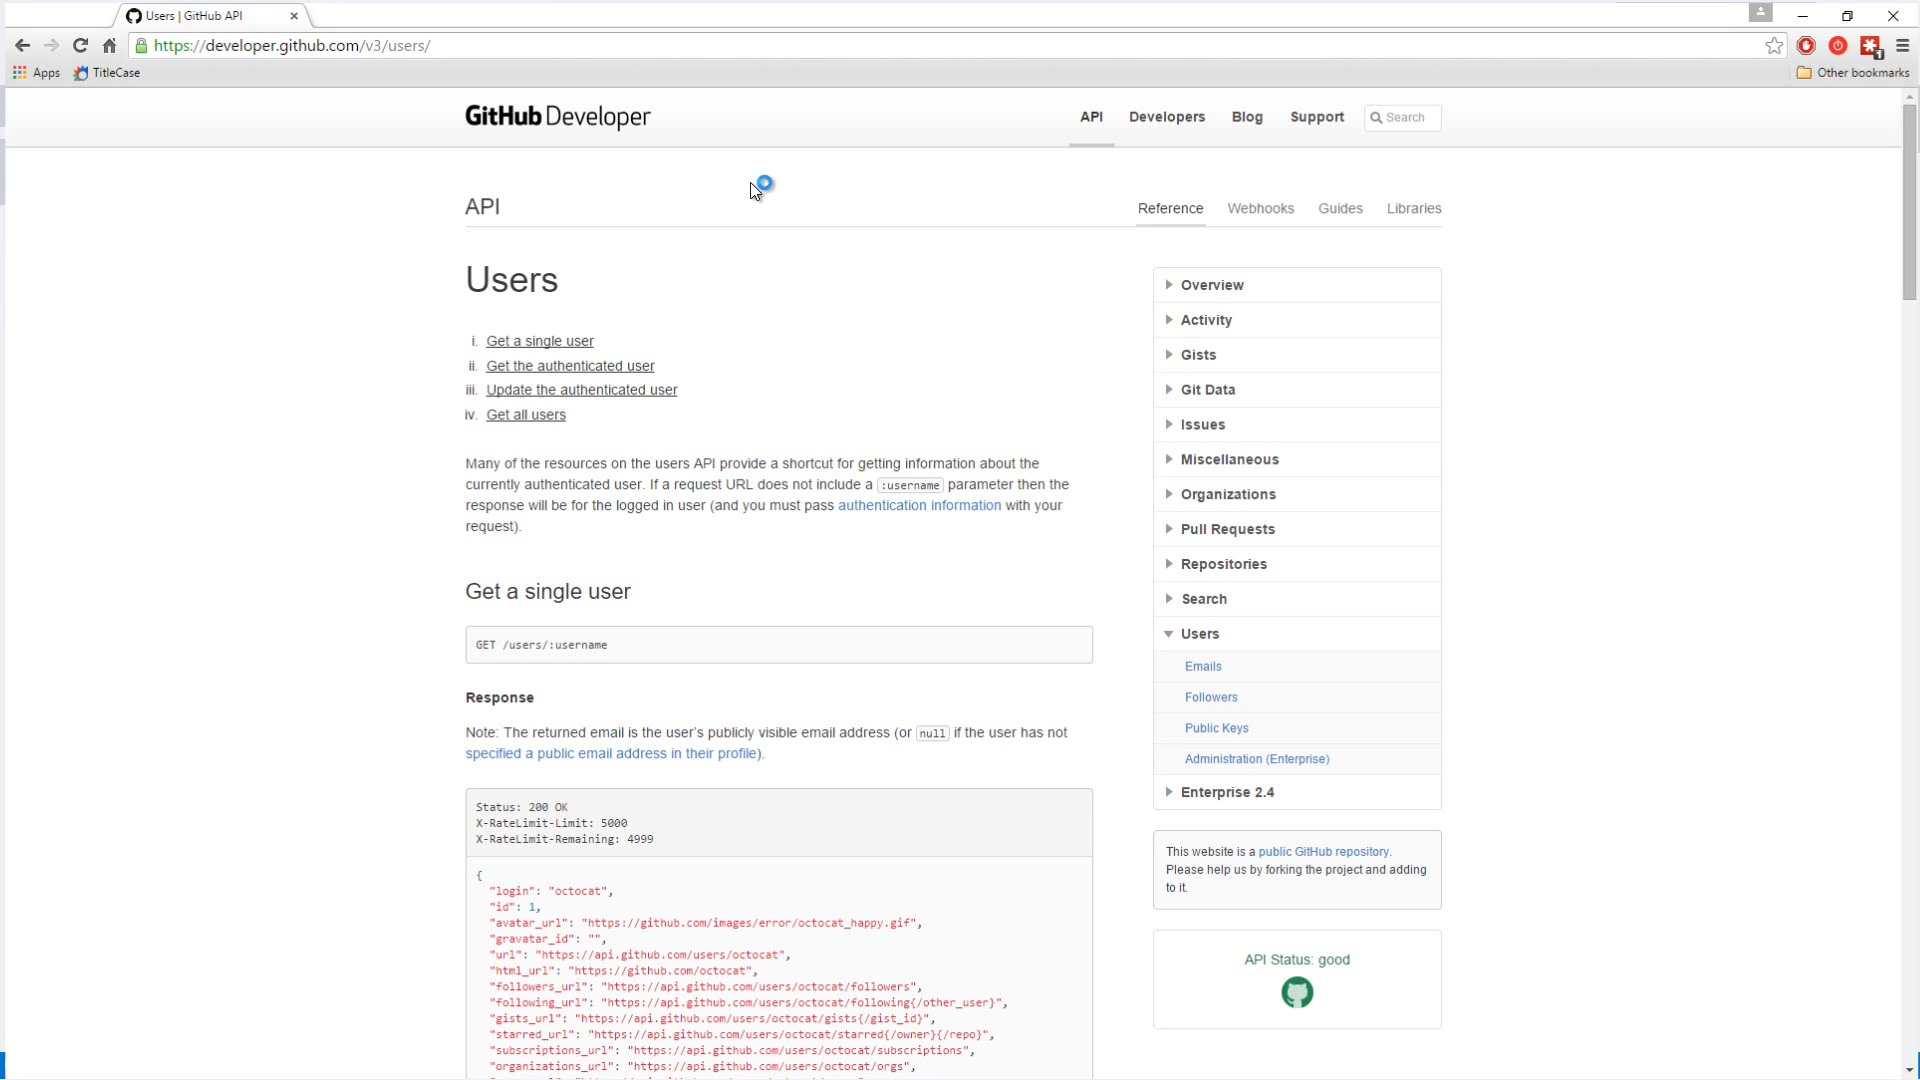 Users | GitHub API
https://developer.github.com/v3/users/
Apps TitleCase Other bookmarks
GitHub Developer
API Developers Blog Support Search
API
Reference Webhooks Guides Libraries
Users
i. Get a single user
ii. Get the authenticated user
iii. Update the authenticated user
iv. Get all users
Many of the resources on the users API provide a shortcut for getting information about the
currently authenticated user. If a request URL does not include a :username parameter then the
response will be for the logged in user (and you must pass authentication information with your
request).
Get a single user
GET /users/:username
Response
Note: The returned email is the user's publicly visible email address (or null if the user has not
specified a public email address in their profile).
Status: 200 OK
X-RateLimit-Limit: 5000
X-RateLimit-Remaining: 4999
{
"login": "octocat",
"id": 1,
"avatar_url": "https://github.com/images/error/octocat_happy.gif",
"gravatar_id": "",
"url": "https://api.github.com/users/octocat",
"html_url": "https://github.com/octocat",
"followers_url": "https://api.github.com/users/octocat/followers",
"following_url": "https://api.github.com/users/octocat/following{/other_user}",
"gists_url": "https://api.github.com/users/octocat/gists{/gist_id}",
"starred_url": "https://api.github.com/users/octocat/starred{/owner}{/repo}",
"subscriptions_url": "https://api.github.com/users/octocat/subscriptions",
"organizations_url": "https://api.github.com/users/octocat/orgs",
Overview
Activity
Gists
Git Data
Issues
Miscellaneous
Organizations
Pull Requests
Repositories
Search
Users
Emails
Followers
Public Keys
Administration (Enterprise)
Enterprise 2.4
This website is a public GitHub repository.
Please help us by forking the project and adding
to it.
API Status: good